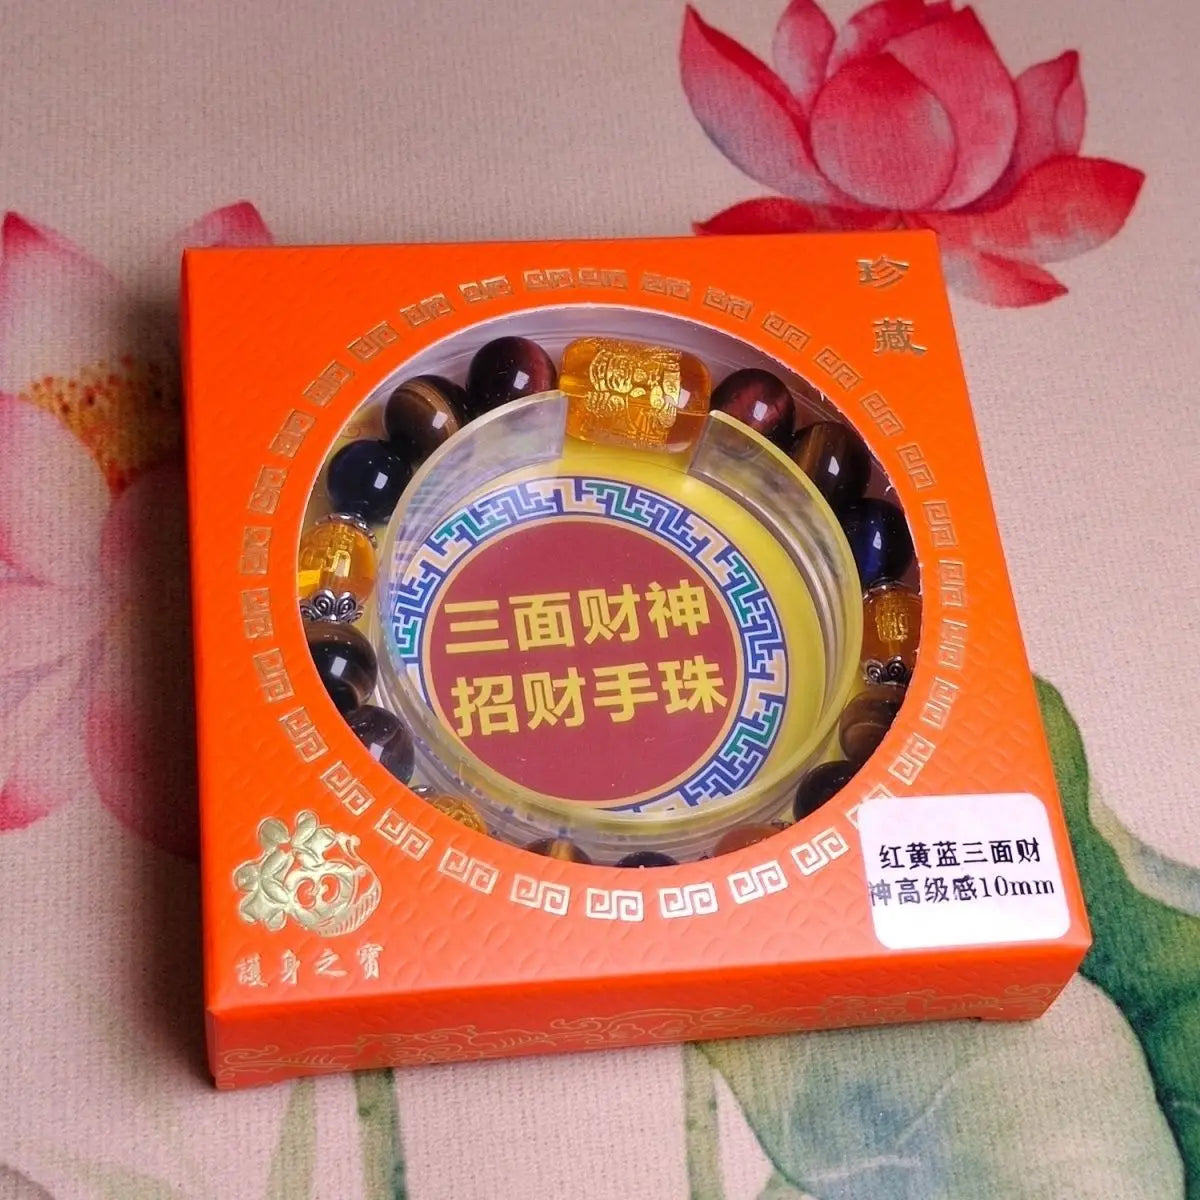 珍
藏
三面财神
招财手珠
红黄蓝三面财
神高级感10mm
護身之寶